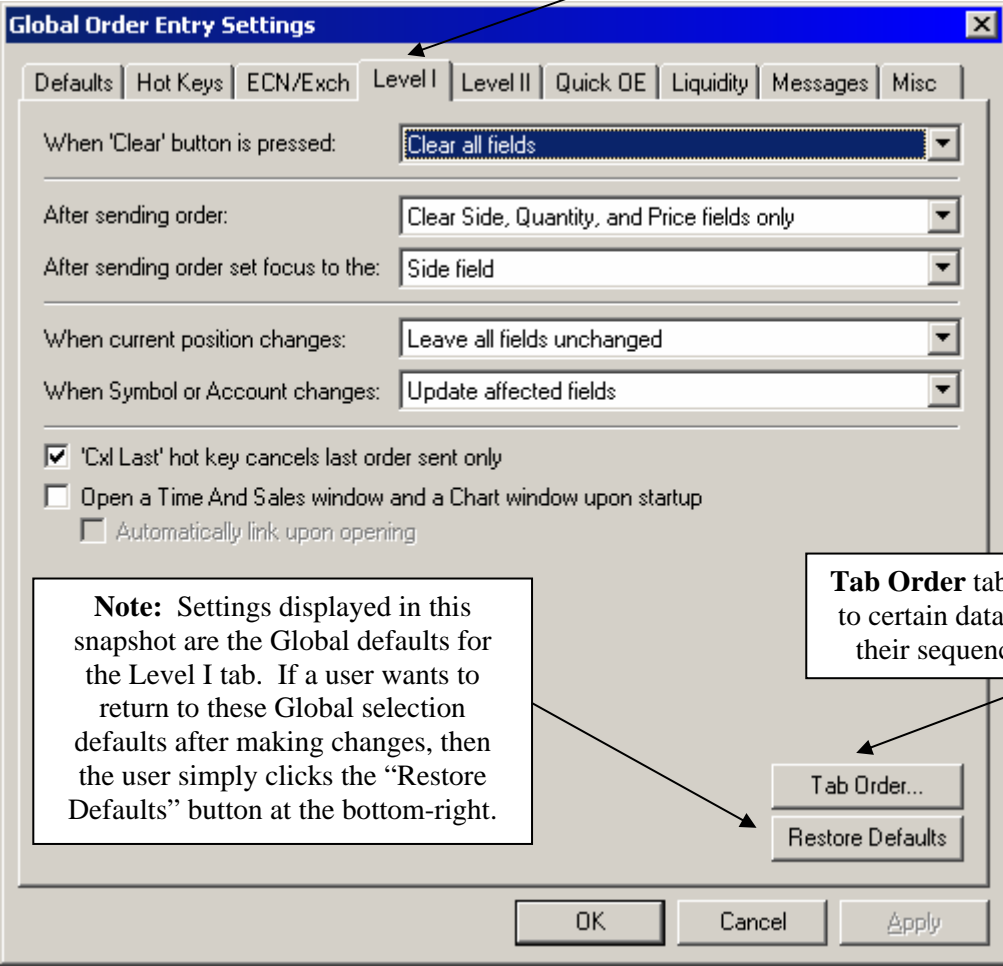 Global Order Entry Settings
Defaults Hot Keys ECN/Exch Level I Level II Quick OE Liquidity Messages Misc
When 'Clear' button is pressed: Clear all fields
After sending order: Clear Side, Quantity, and Price fields only
After sending order set focus to the: Side field
When current position changes: Leave all fields unchanged
When Symbol or Account changes: Update affected fields
'Cxl Last' hot key cancels last order sent only
Open a Time And Sales window and a Chart window upon startup
Automatically link upon opening
Note: Settings displayed in this
snapshot are the Global defaults for
the Level I tab. If a user wants to
return to these Global selection
defaults after making changes, then
the user simply clicks the “Restore
Defaults” button at the bottom-right.
Tab Order tab
to certain data
their
Tab Order...
Restore Defaults
OK Cancel Apply